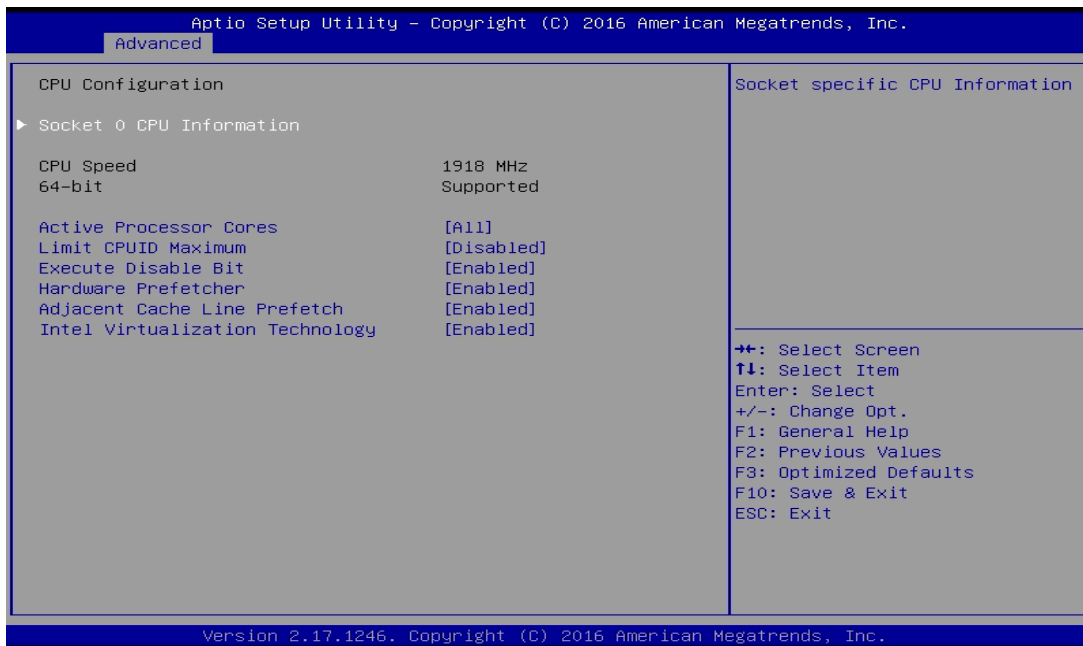 Aptio Setup Utility – Copyright (C) 2016 American Megatrends, Inc.
Advanced
CPU Configuration
► Socket 0 CPU Information
CPU Speed 1918 MHz
64-bit Supported
Active Processor Cores [All]
Limit CPUID Maximum [Disabled]
Execute Disable Bit [Enabled]
Hardware Prefetcher [Enabled]
Adjacent Cache Line Prefetch [Enabled]
Intel Virtualization Technology [Enabled]
Socket specific CPU Information
→←: Select Screen
↑↓: Select Item
Enter: Select
+/-: Change Opt.
F1: General Help
F2: Previous Values
F3: Optimized Defaults
F10: Save & Exit
ESC: Exit
Version 2.17.1246. Copyright (C) 2016 American Megatrends, Inc.